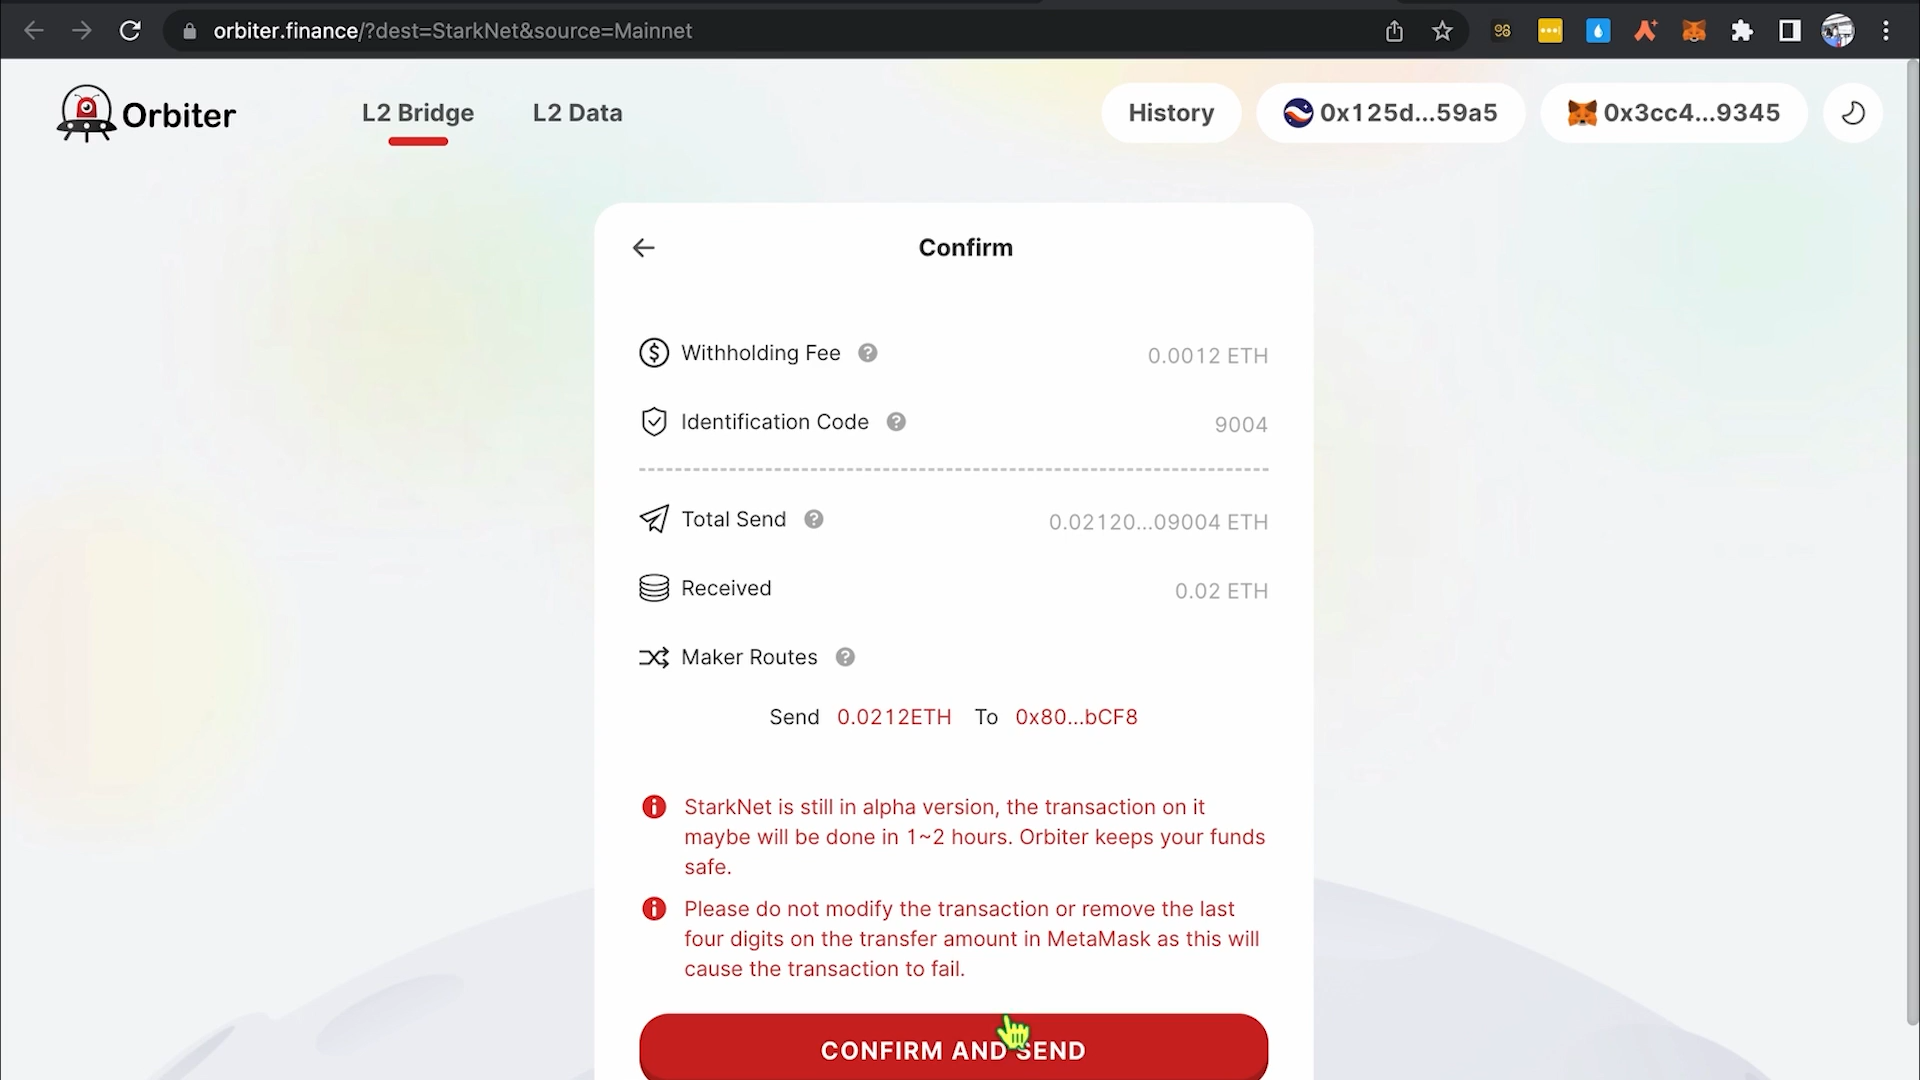 orbiter.finance/?dest=StarkNet&source=Mainnet
98
Orbiter
L2 Bridge
L2 Data
History
0x125d...59a5
0x3cc4...9345
Confirm
Withholding Fee ?
0.0012 ETH
Identification Code ?
9004
Total Send ?
0.02120...09004 ETH
Received
0.02 ETH
Maker Routes ?
Send 0.0212ETH To 0x80...bCF8
StarkNet is still in alpha version, the transaction on it
maybe will be done in 1~2 hours. Orbiter keeps your funds
safe.
Please do not modify the transaction or remove the last
four digits on the transfer amount in MetaMask as this will
cause the transaction to fail.
CONFIRM AND SEND